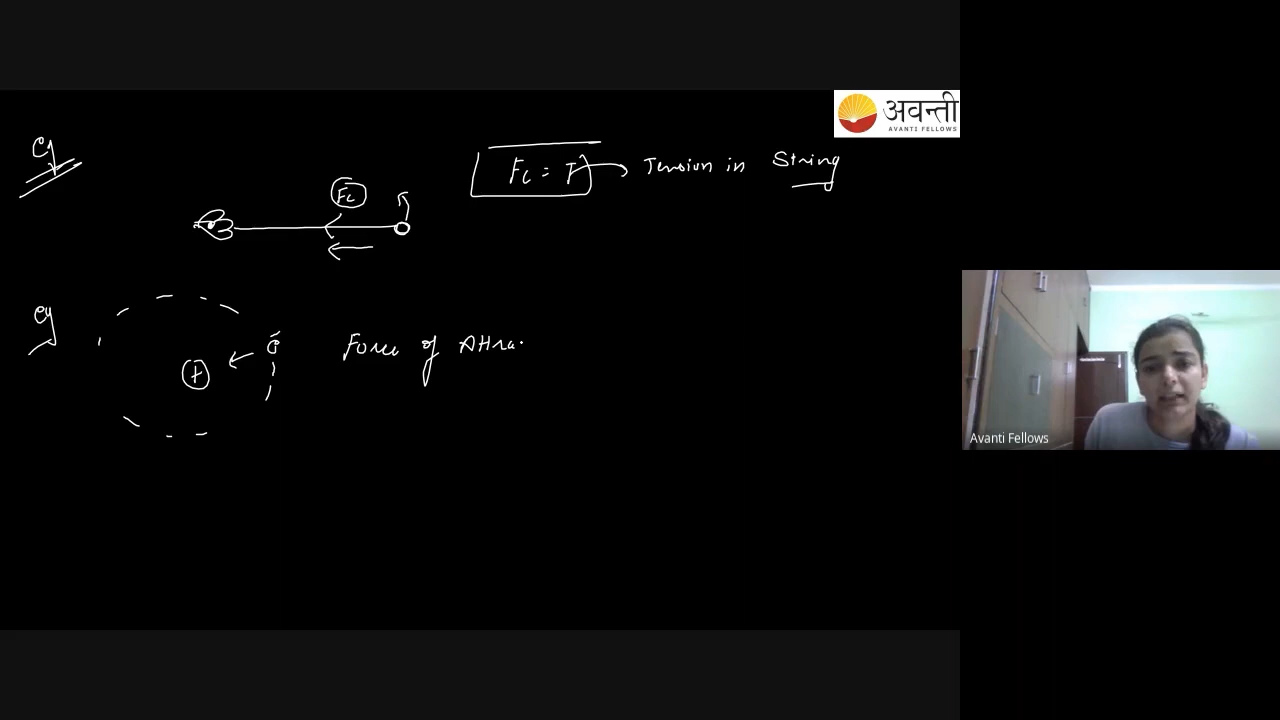 अवन्ती
AVANTI FELLOWS
eg
Fc = T → Tension in String
Fc
eg
e⁻ Force of Attra.
+
Avanti Fellows